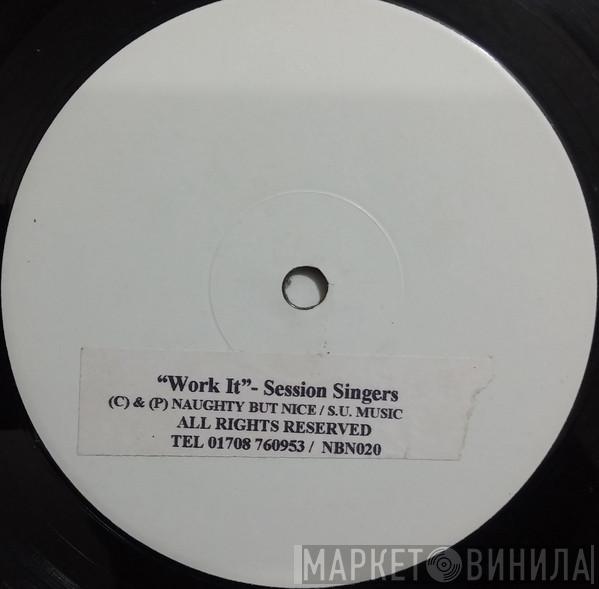 “Work It”- Session Singers
(C) & (P) NAUGHTY BUT NICE / S.U. MUSIC
ALL RIGHTS RESERVED
TEL 01708 760953 / NBN020
МАРКЕТ ВИНИЛА